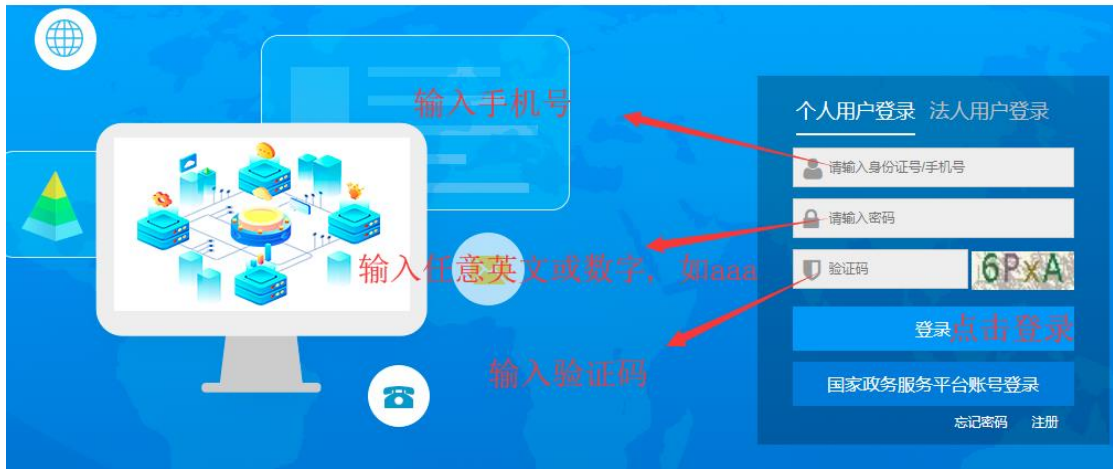 输入手机号
个人用户登录 法人用户登录
请输入身份证号/手机号
请输入密码
输入任意英文或数字，如aaa
验证码 6PxA
登录点击登录
输入验证码
国家政务服务平台账号登录
忘记密码 注册